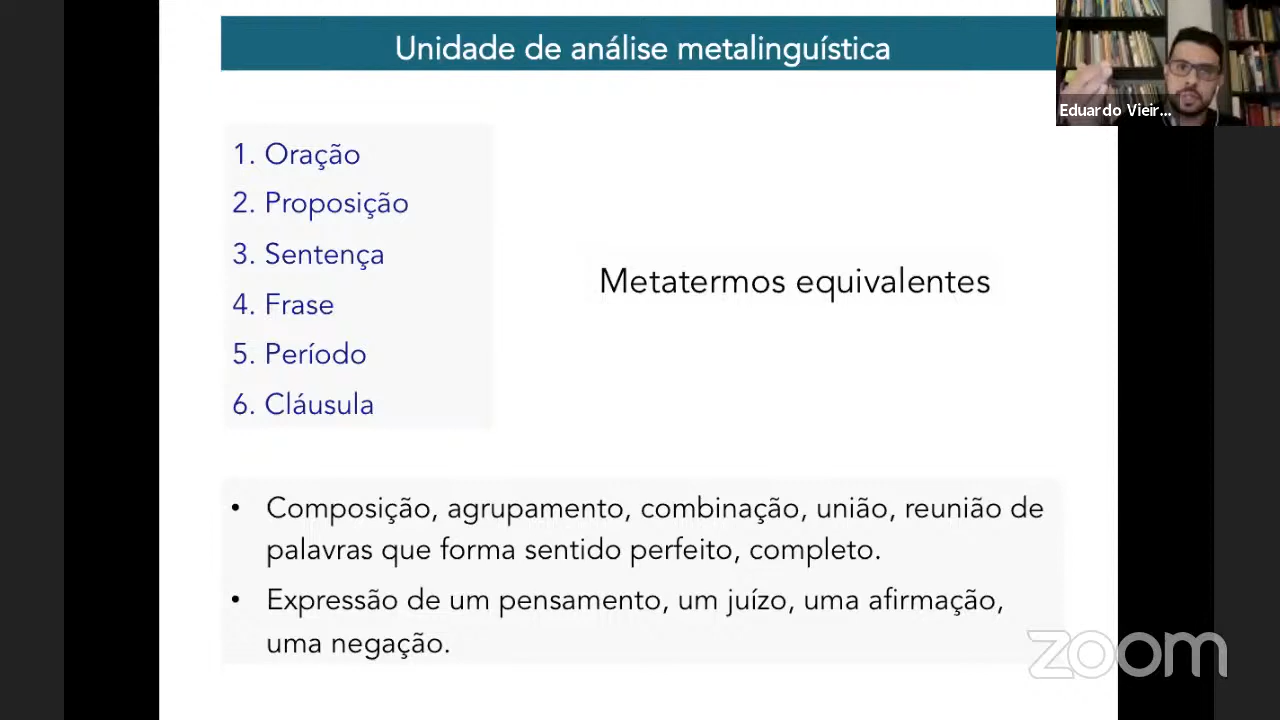 Unidade de análise metalinguística
Eduardo Vieir...
1. Oração
2. Proposição
3. Sentença
4. Frase
5. Período
6. Cláusula
Metatermos equivalentes
• Composição, agrupamento, combinação, união, reunião de
palavras que forma sentido perfeito, completo.
• Expressão de um pensamento, um juízo, uma afirmação,
uma negação.
zoom